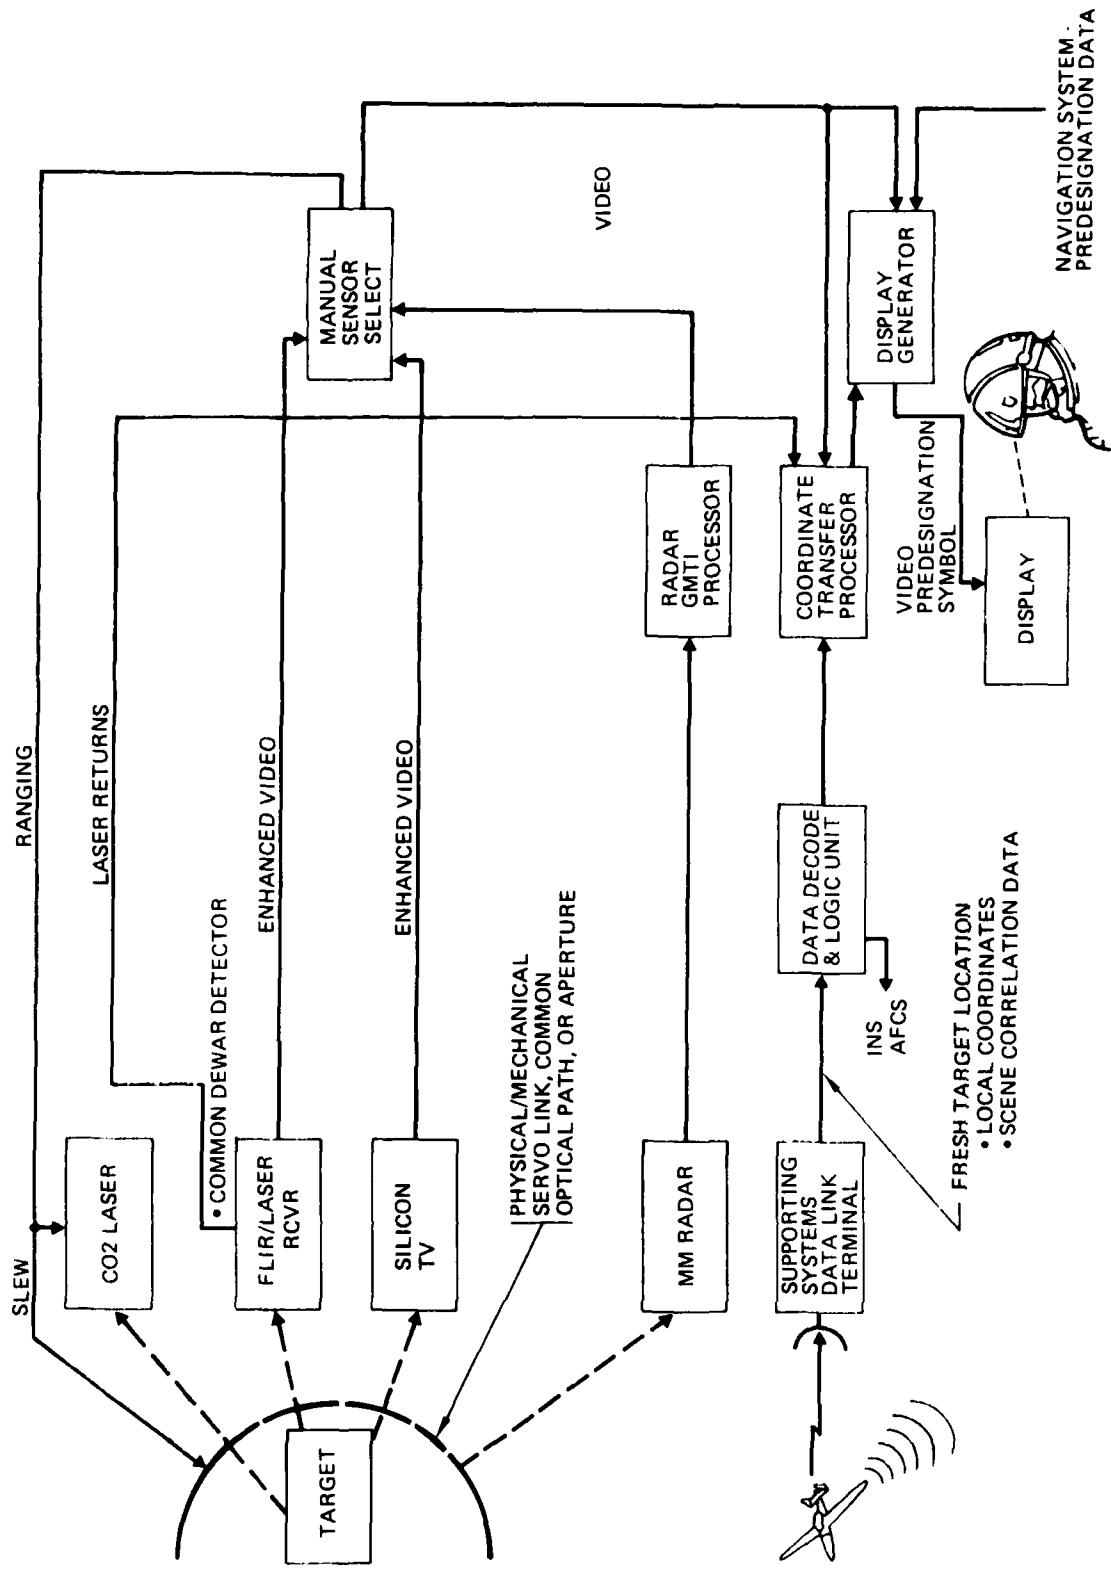 SLEW
RANGING
LASER RETURNS
CO2 LASER
• COMMON DEWAR DETECTOR
FLIR/LASER
RCVR
ENHANCED VIDEO
MANUAL
SENSOR
SELECT
TARGET
SILICON
TV
ENHANCED VIDEO
PHYSICAL/MECHANICAL
SERVO LINK, COMMON
OPTICAL PATH, OR APERTURE
VIDEO
MM RADAR
RADAR
GMTI
PROCESSOR
SUPPORTING
SYSTEMS
DATA LINK
TERMINAL
DATA DECODE
& LOGIC UNIT
COORDINATE
TRANSFER
PROCESSOR
DISPLAY
GENERATOR
INS
AFCS
VIDEO
PREDESIGNATION
SYMBOL
FRESH TARGET LOCATION
• LOCAL COORDINATES
• SCENE CORRELATION DATA
DISPLAY
NAVIGATION SYSTEM -
PREDESIGNATION DATA